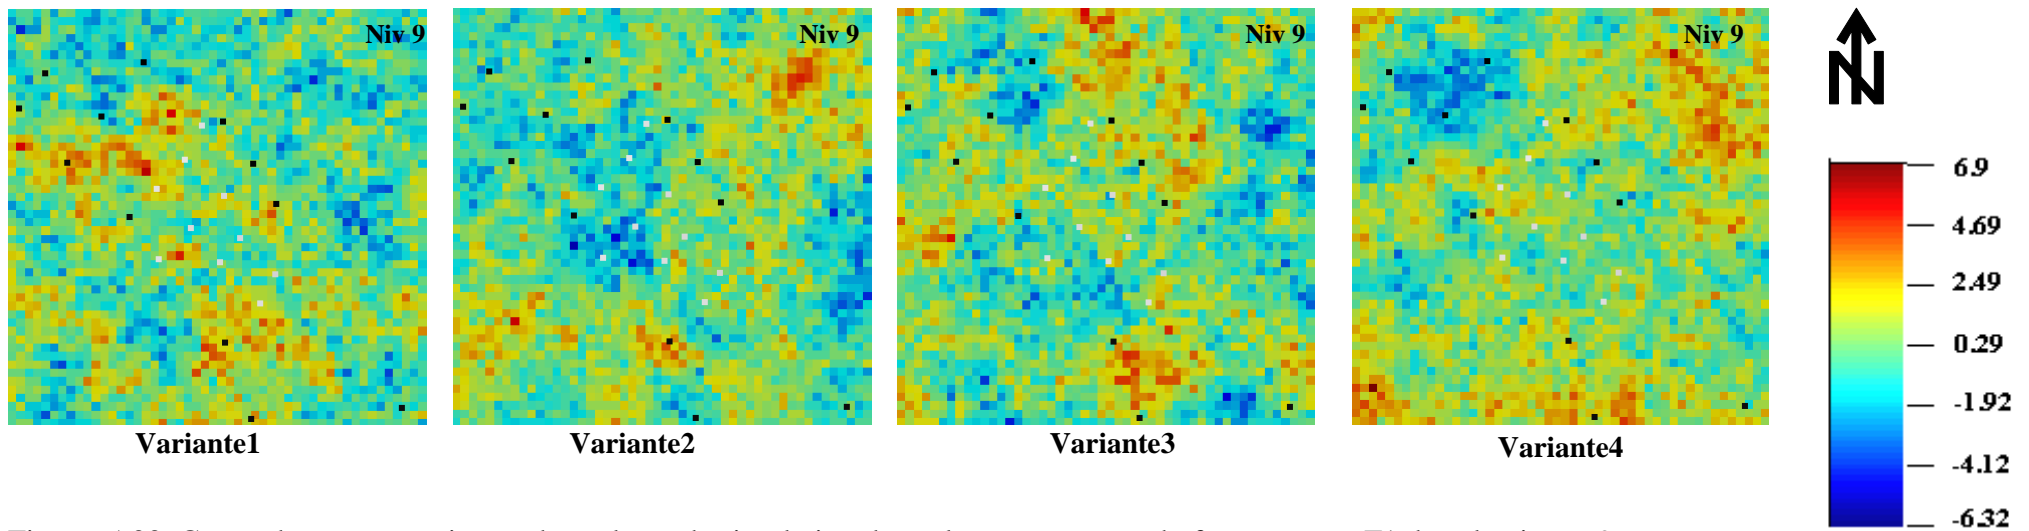 Niv 9
Niv 9
Niv 9
Niv 9
N
6.9
4.69
2.49
0.29
-1.92
-4.12
-6.32
Variante1
Variante2
Variante3
Variante4